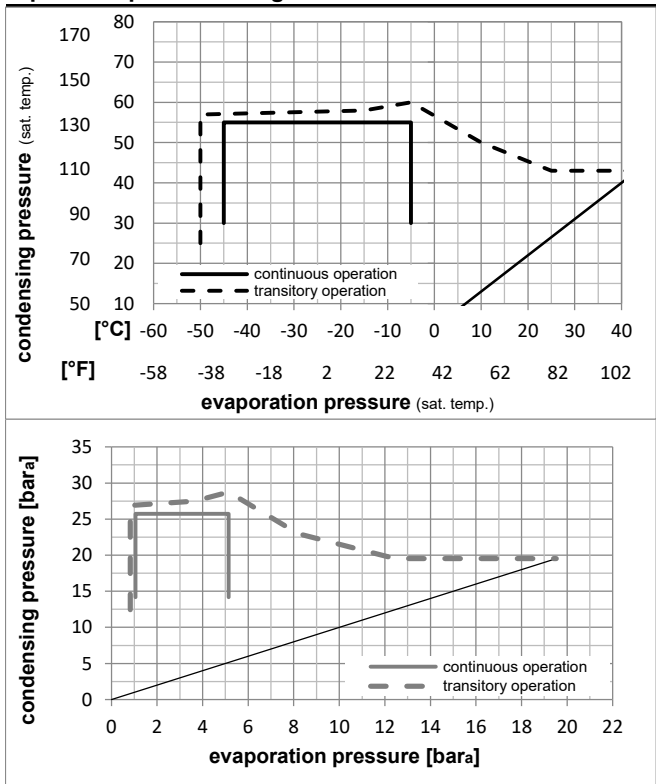 170 80
70
150
60
130
50
110
40
90
30
70
20
50 10
condensing pressure (sat. temp.)
continuous operation
transitory operation
[°C] -60 -50 -40 -30 -20 -10 0 10 20 30 40
[°F] -58 -38 -18 2 22 42 62 82 102
evaporation pressure (sat. temp.)
35
30
25
20
15
10
5
0
condensing pressure [bara]
continuous operation
transitory operation
0 2 4 6 8 10 12 14 16 18 20 22
evaporation pressure [bara]